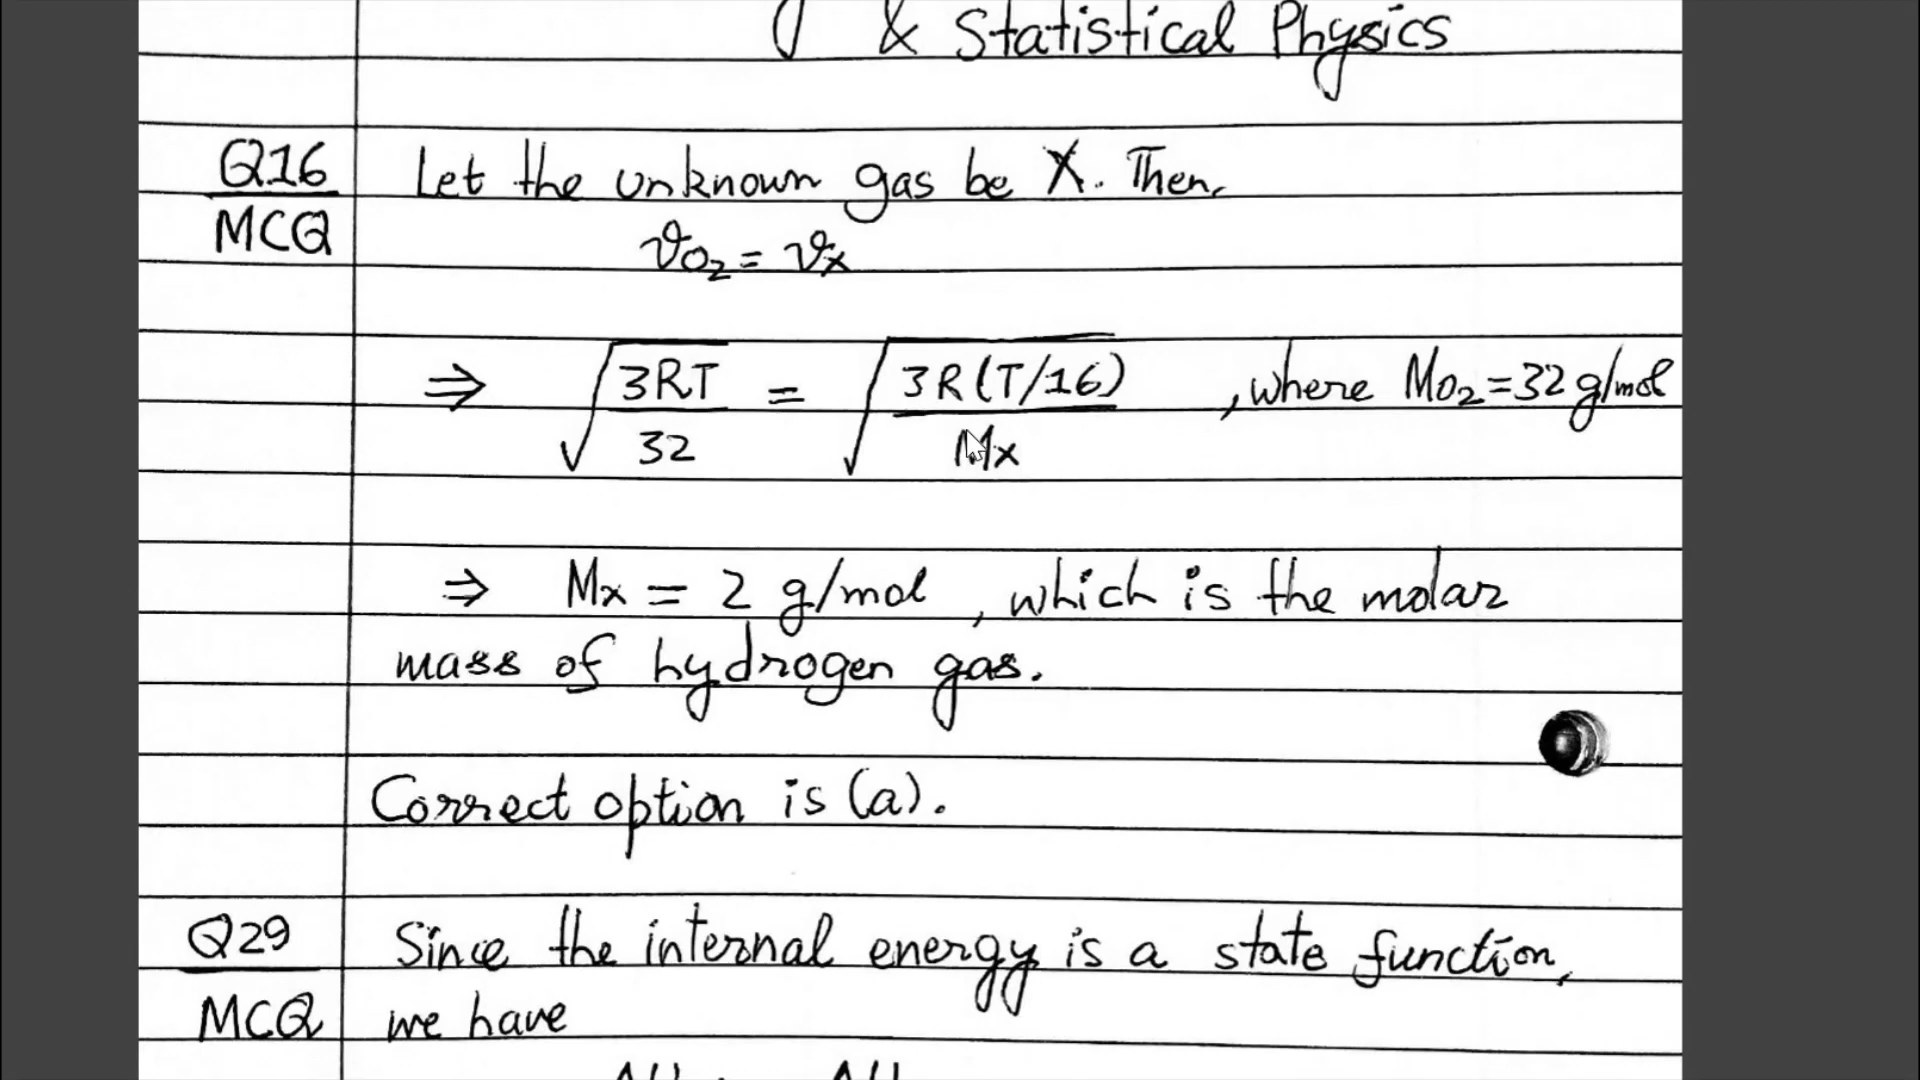 & Statistical Physics
Q16 Let the unknown gas be X. Then,
MCQ
v_O2 = v_x
⇒ √(3RT/32) = √(3R(T/16)/Mx) , where M_O2 = 32 g/mol
⇒ Mx = 2 g/mol , which is the molar
mass of hydrogen gas.
Correct option is (a).
Q29 Since the internal energy is a state function,
MCQ we have